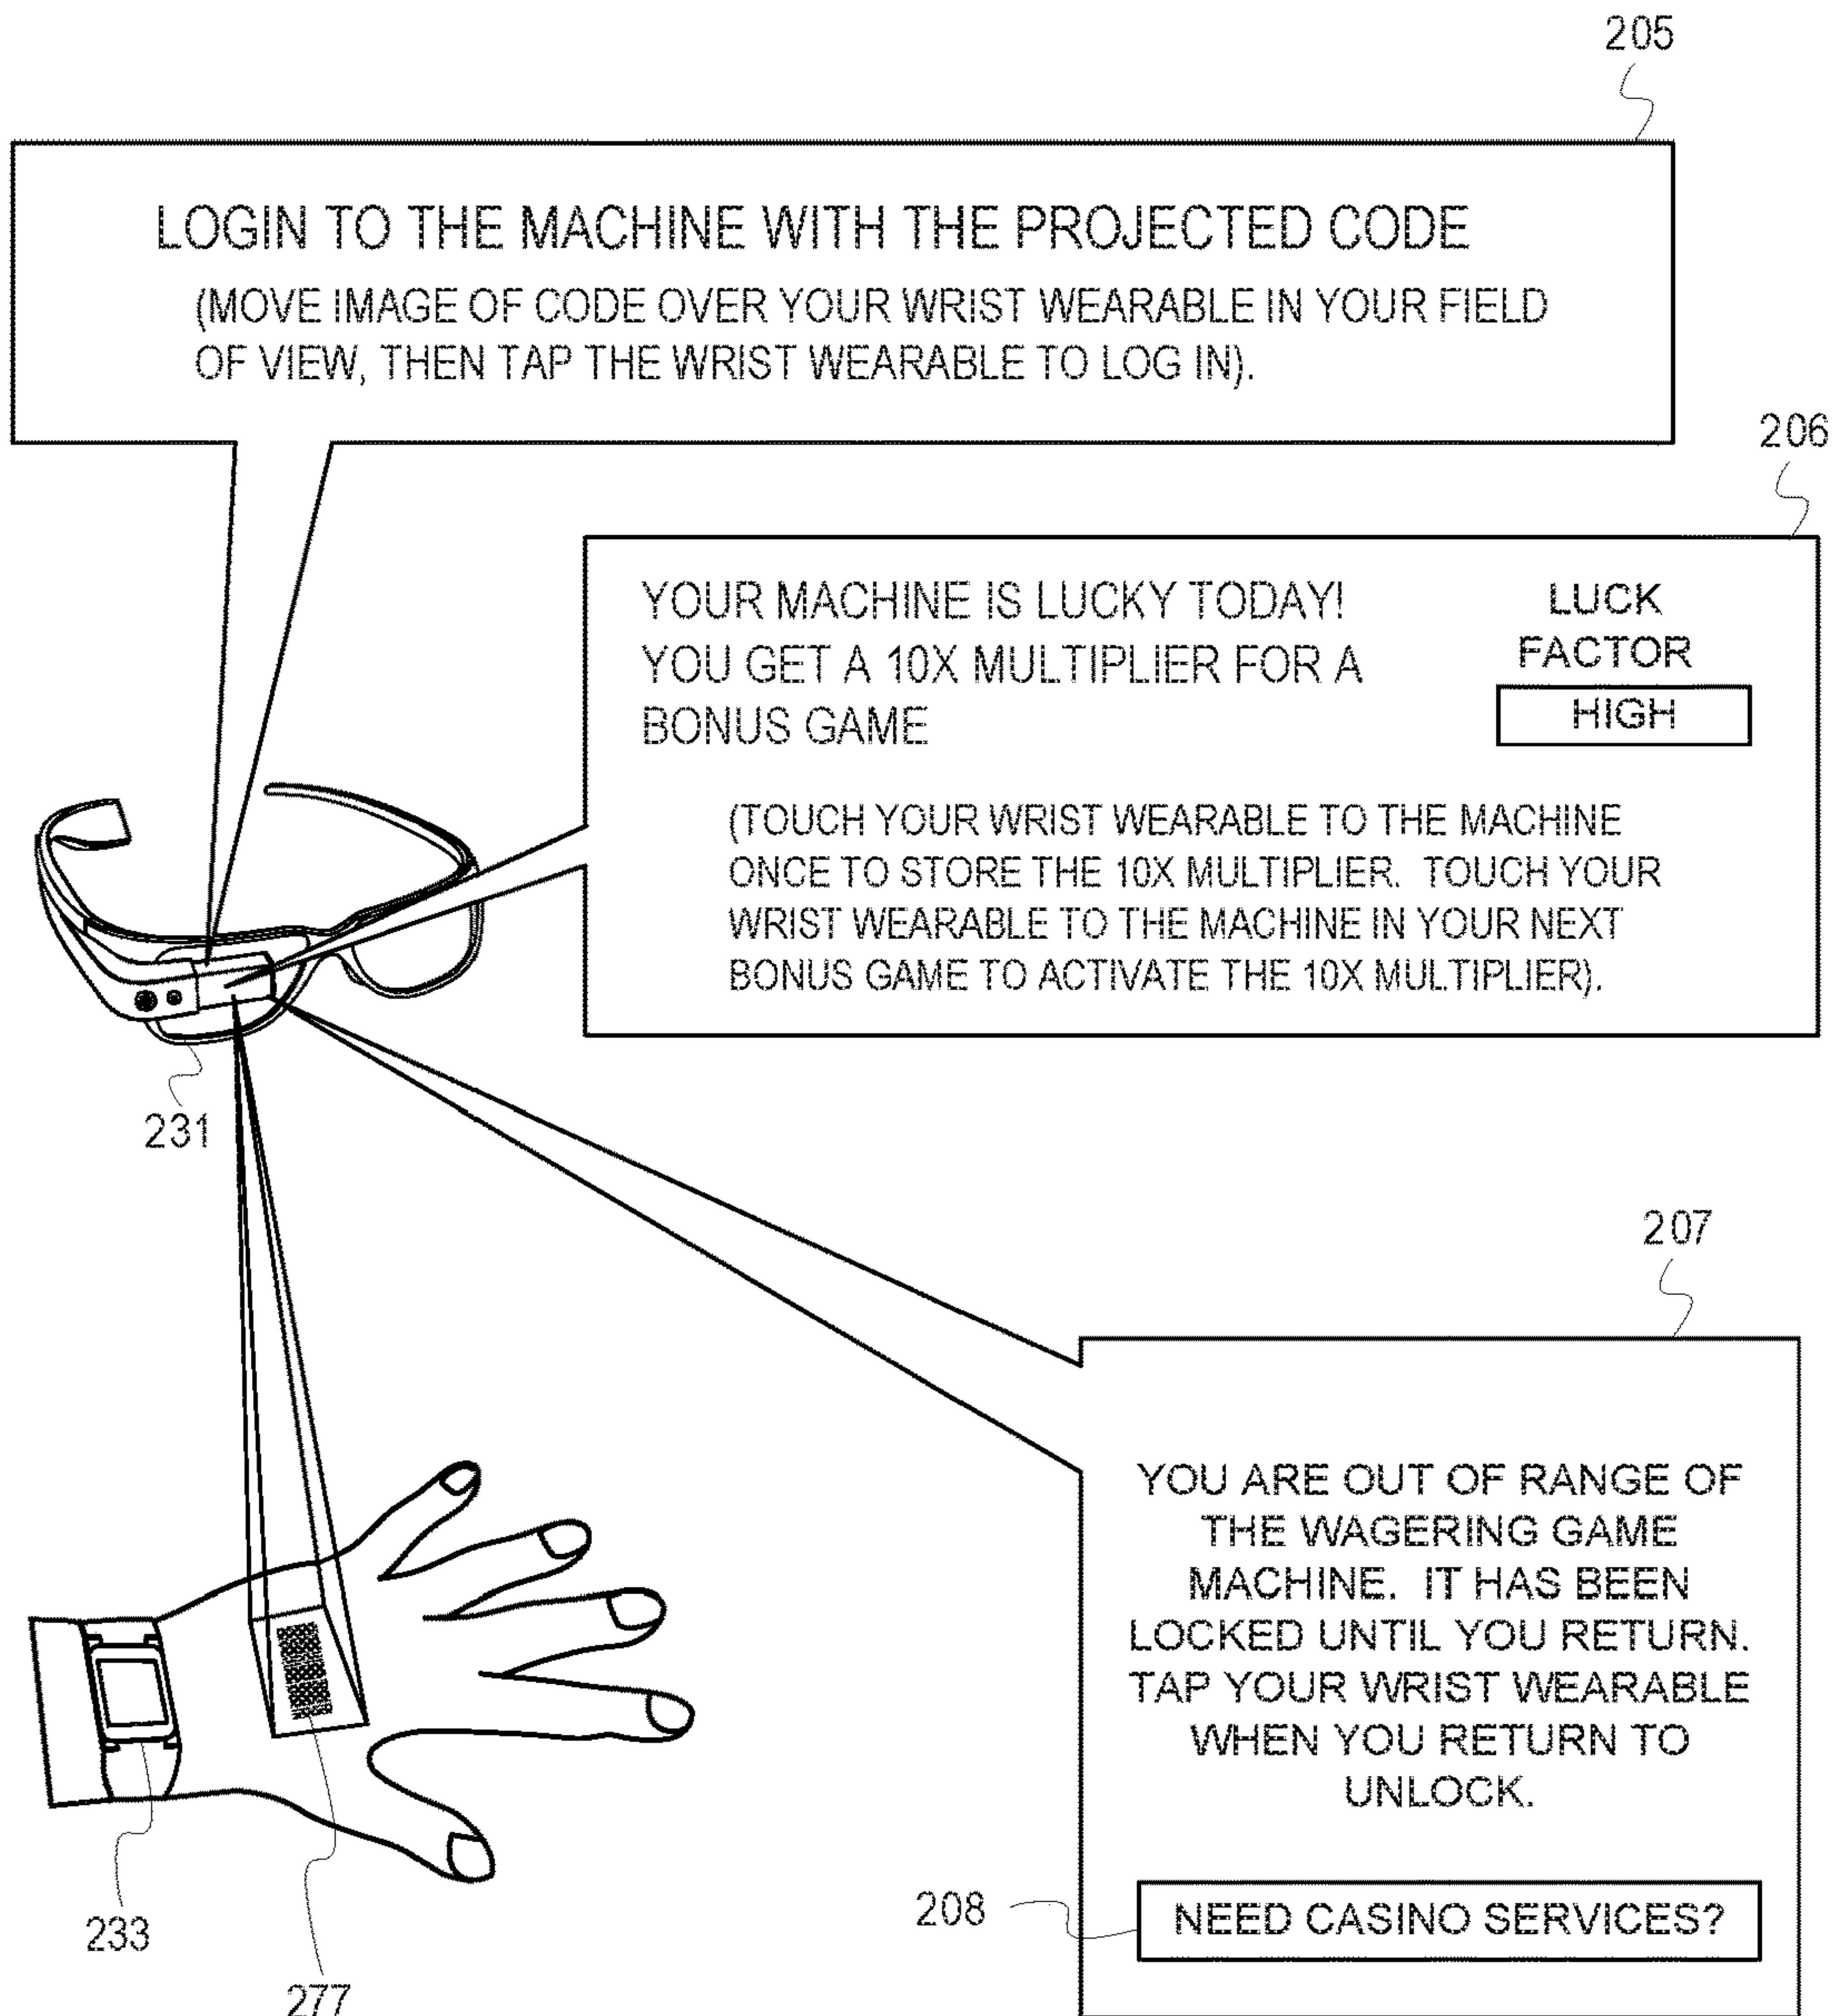 205
LOGIN TO THE MACHINE WITH THE PROJECTED CODE
(MOVE IMAGE OF CODE OVER YOUR WRIST WEARABLE IN YOUR FIELD
OF VIEW, THEN TAP THE WRIST WEARABLE TO LOG IN).
206
YOUR MACHINE IS LUCKY TODAY!
YOU GET A 10X MULTIPLIER FOR A
BONUS GAME
LUCK
FACTOR
HIGH
(TOUCH YOUR WRIST WEARABLE TO THE MACHINE
ONCE TO STORE THE 10X MULTIPLIER. TOUCH YOUR
WRIST WEARABLE TO THE MACHINE IN YOUR NEXT
BONUS GAME TO ACTIVATE THE 10X MULTIPLIER).
231
207
YOU ARE OUT OF RANGE OF
THE WAGERING GAME
MACHINE. IT HAS BEEN
LOCKED UNTIL YOU RETURN.
TAP YOUR WRIST WEARABLE
WHEN YOU RETURN TO
UNLOCK.
208
NEED CASINO SERVICES?
233
277